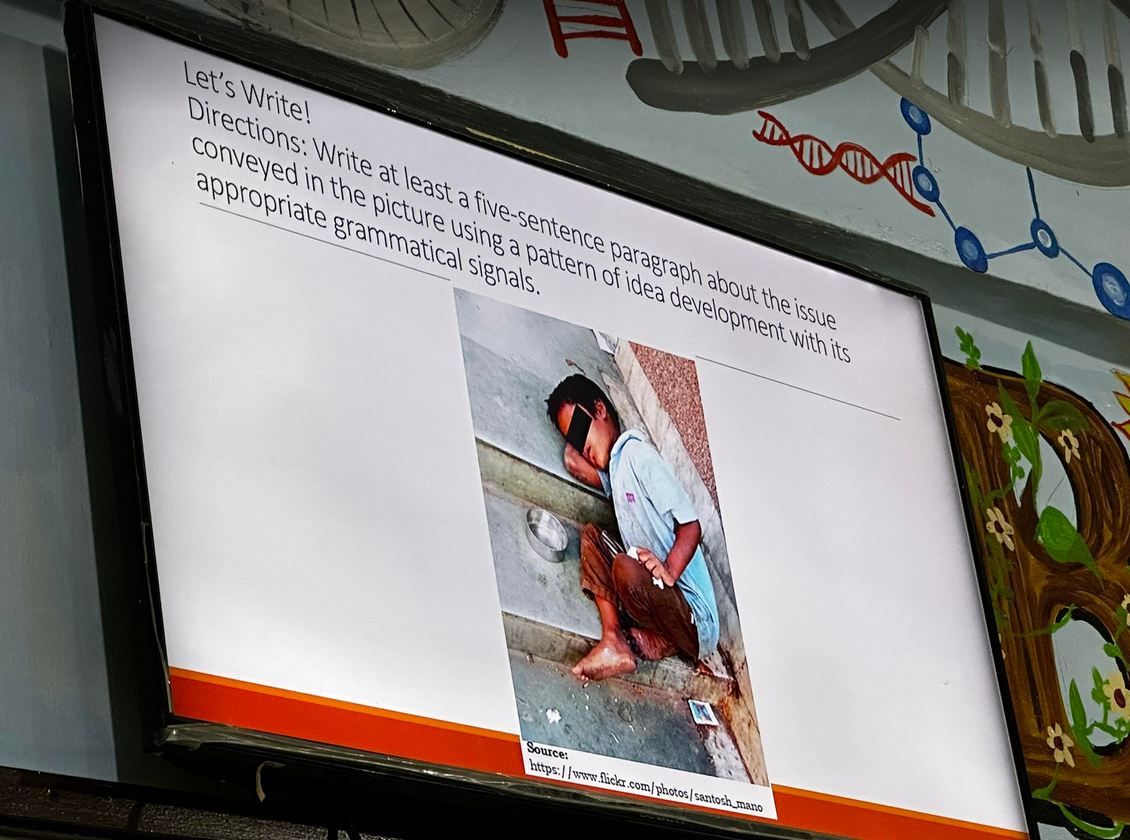 Let's Write!
Directions: Write at least a five-sentence paragraph about the issue
conveyed in the picture using a pattern of idea development with its
appropriate grammatical signals.
Source:
https://www.flickr.com/photos/santosh_mano